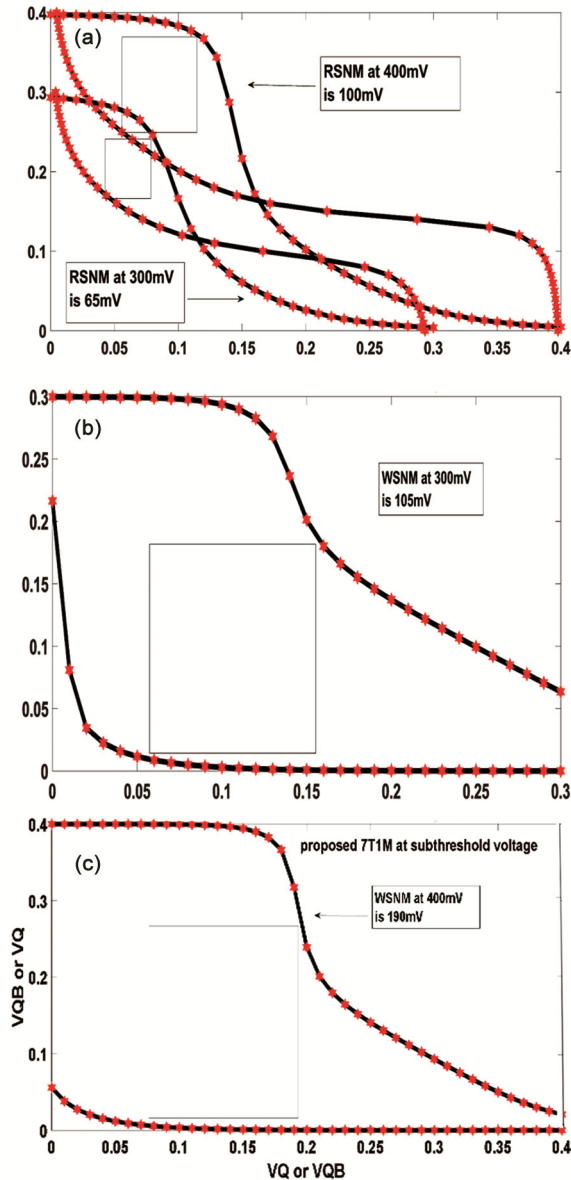 0.4
(a)
RSNM at 400mV
is 100mV
0.3
0.2
0.1
RSNM at 300mV
is 65mV
0
0 0.05 0.1 0.15 0.2 0.25 0.3 0.35 0.4
0.3
(b)
0.25
WSNM at 300mV
is 105mV
0.2
0.15
0.1
0.05
0
0 0.05 0.1 0.15 0.2 0.25 0.3
0.4
(c)
proposed 7T1M at subthreshold voltage
WSNM at 400mV
is 190mV
0.3
0.2
0.1
0
VQB or VQ
0 0.05 0.1 0.15 0.2 0.25 0.3 0.35 0.4
VQ or VQB